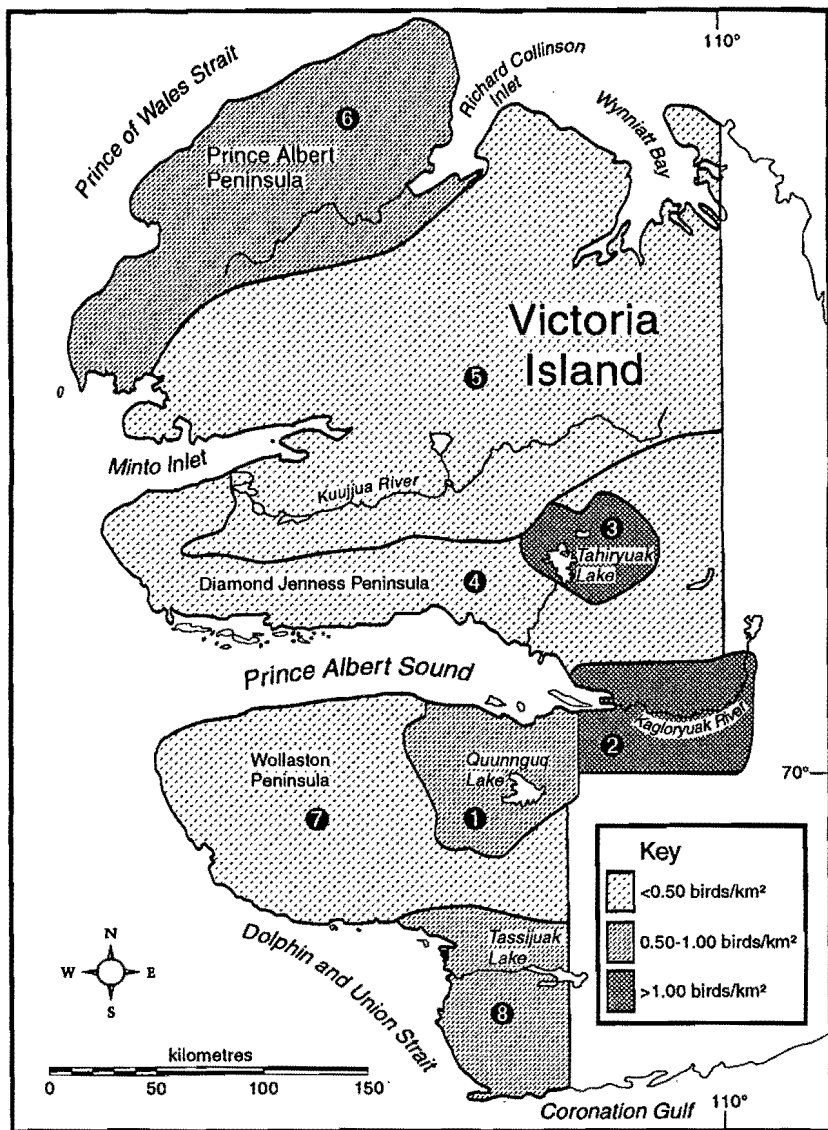 110°
Prince of Wales Strait
Richard Collinson
Inlet
Wynniatt Bay
6
Prince Albert
Peninsula
Victoria
Island
5
Minto Inlet
Kuujjua River
3
Tahiryuak
Lake
Diamond Jenness Peninsula
4
Prince Albert Sound
Kagloryuak River
2
Wollaston
Peninsula
Quunnguq
Lake
70°
7
1
Key
<0.50 birds/km²
0.50-1.00 birds/km²
>1.00 birds/km²
Tassijuak
Lake
Dolphin and Union Strait
N
W
E
S
8
kilometres
0
50
100
150
Coronation Gulf
110°